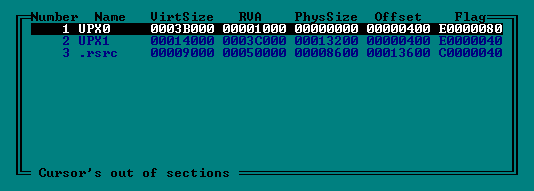 Number Name VirtSize RVA PhysSize Offset Flag
1 UPX0 0003B000 00001000 00000000 00000400 E0000080
2 UPX1 00014000 0003C000 00013200 00000400 E0000040
3 .rsrc 00009000 00050000 00008600 00013600 C0000040
Cursor's out of sections